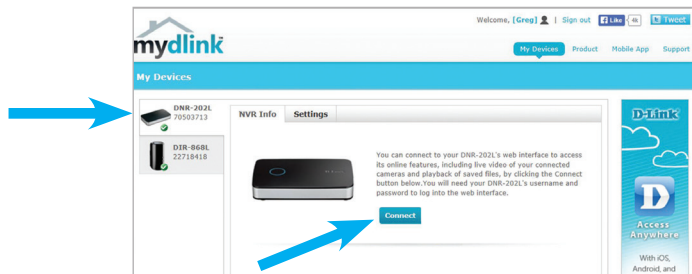 Welcome, [Greg] | Sign out Like 4k Tweet
mydlink
My Devices Product Mobile App Support
My Devices
DNR-202L
70503713
DIR-868L
22718418
NVR Info Settings
You can connect to your DNR-202L's web interface to access
its online features, including live video of your connected
cameras and playback of saved files, by clicking the Connect
button below.You will need your DNR-202L's username and
password to log into the web interface.
Connect
D-Link
D
Access
Anywhere
With iOS,
Android, and